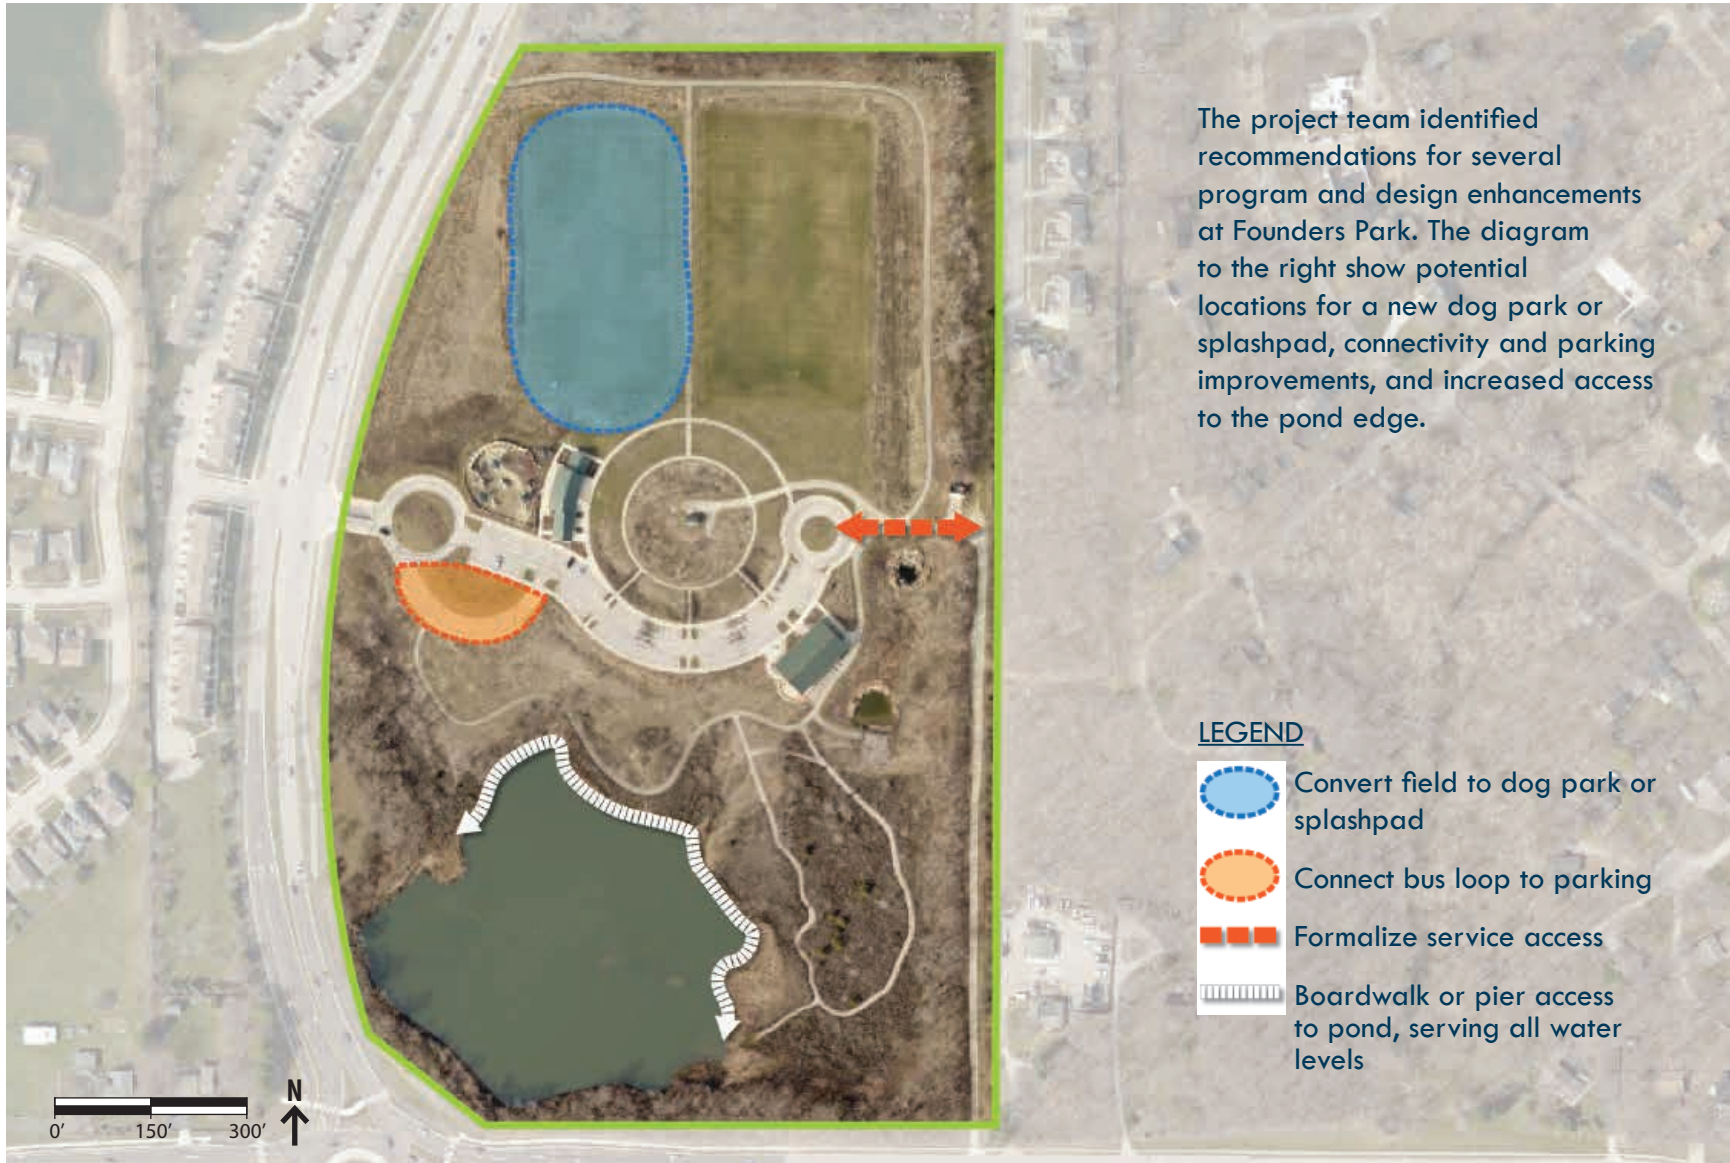 The project team identified
recommendations for several
program and design enhancements
at Founders Park. The diagram
to the right show potential
locations for a new dog park or
splashpad, connectivity and parking
improvements, and increased access
to the pond edge.
LEGEND
Convert field to dog park or
splashpad
Connect bus loop to parking
Formalize service access
Boardwalk or pier access
to pond, serving all water
levels
N
0' 150' 300'